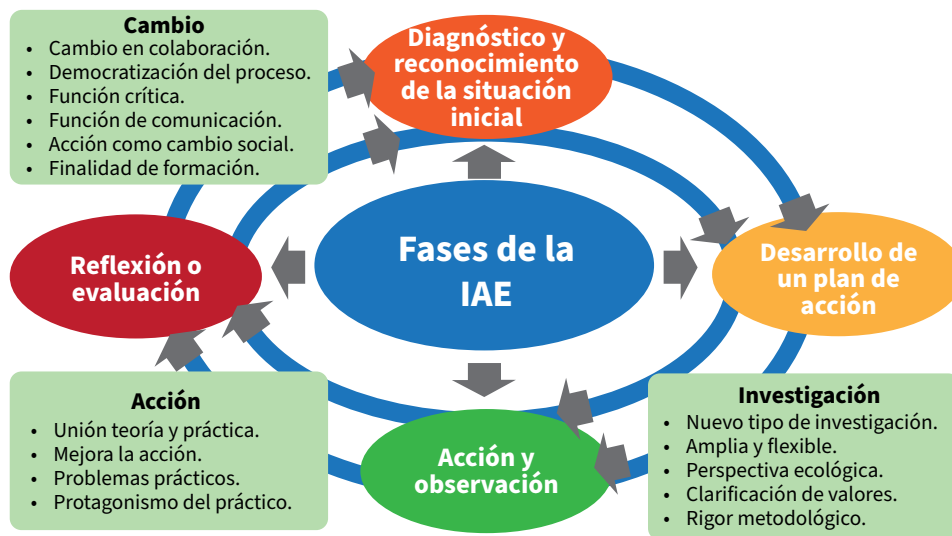 Cambio
• Cambio en colaboración.
• Democratización del proceso.
• Función crítica.
• Función de comunicación.
• Acción como cambio social.
• Finalidad de formación.
Diagnóstico y
reconocimiento
de la situación
inicial
Reflexión o
evaluación
Fases de la
IAE
Desarrollo de
un plan de
acción
Acción
• Unión teoría y práctica.
• Mejora la acción.
• Problemas prácticos.
• Protagonismo del práctico.
Acción y
observación
Investigación
• Nuevo tipo de investigación.
• Amplia y flexible.
• Perspectiva ecológica.
• Clarificación de valores.
• Rigor metodológico.